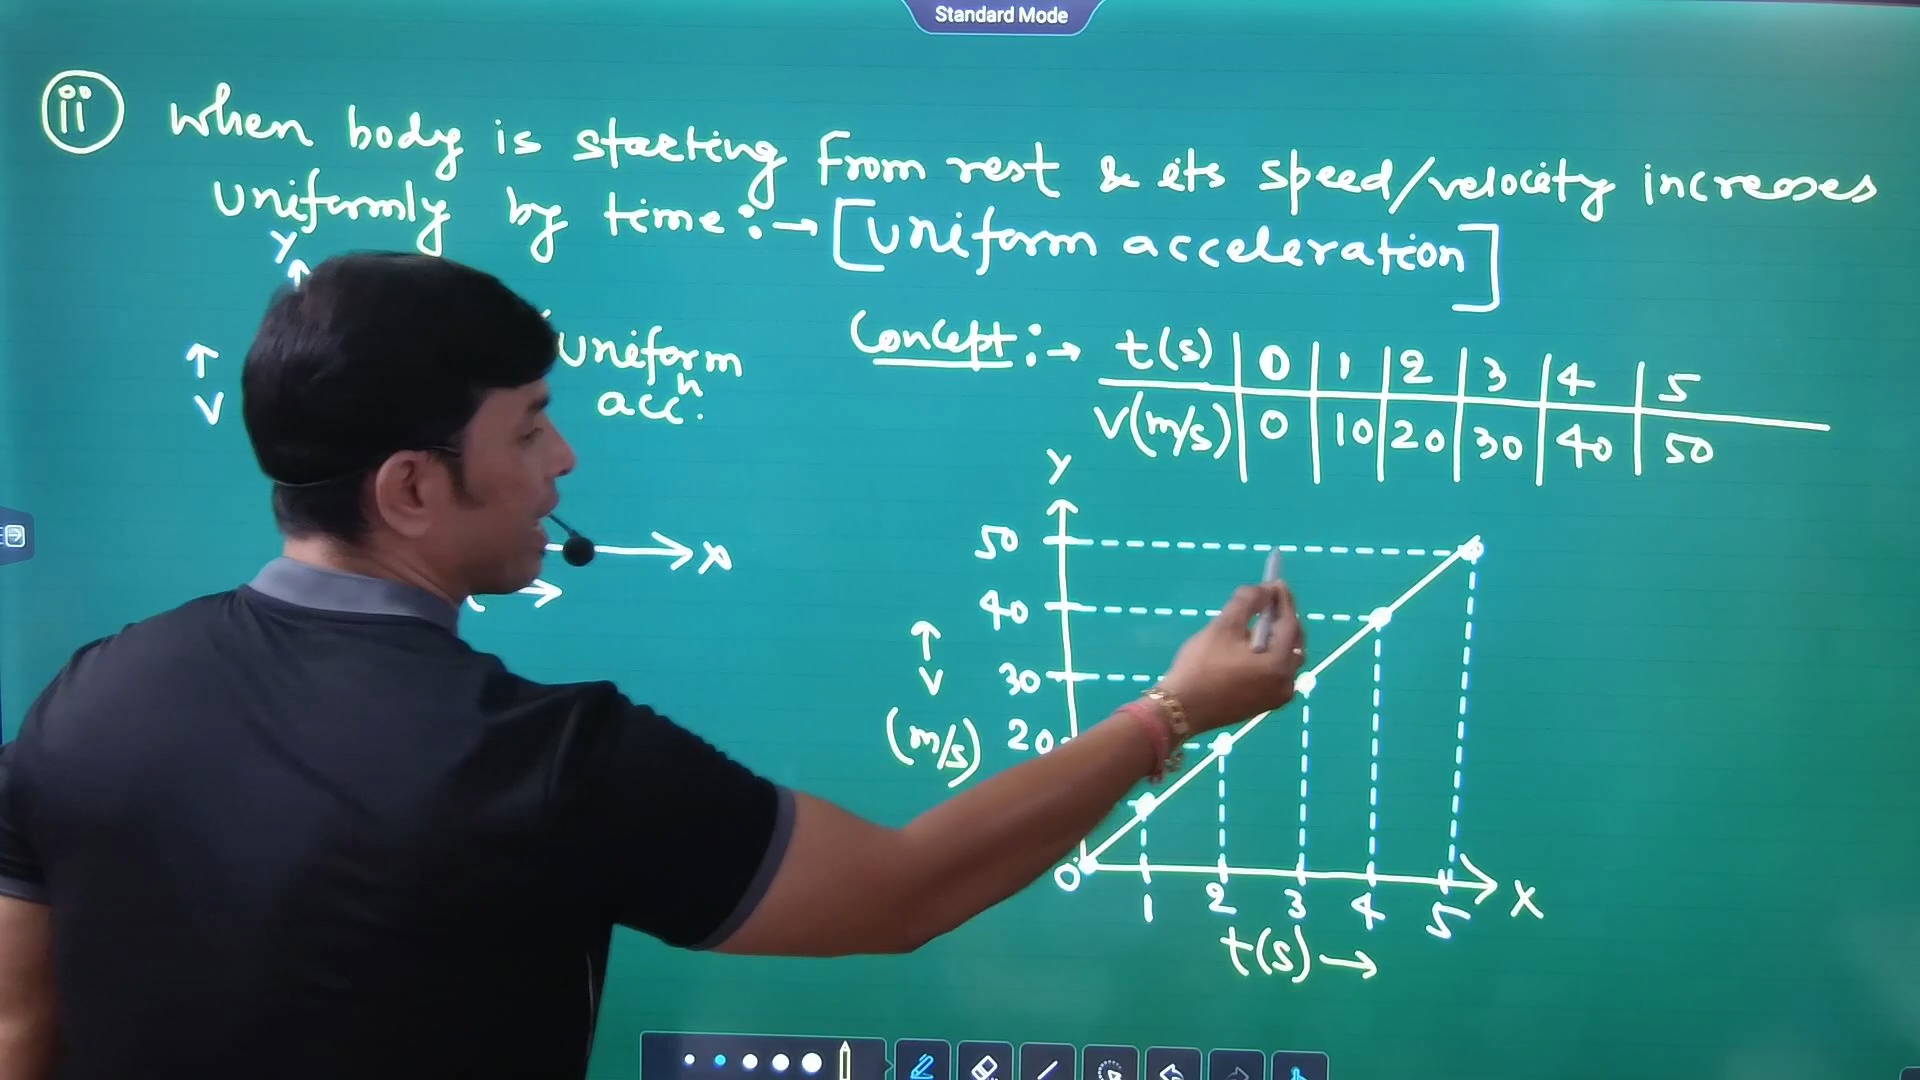 Standard Mode
ii When body is starting From rest & its speed/velocity increases
uniformly by time :→ [uniform acceleration]
Y
↑
V
uniform
accⁿ.
X
Concept :→
t(s) | 0 | 1 | 2 | 3 | 4 | 5
v(m/s) | 0 | 10 | 20 | 30 | 40 | 50
Y
50
40
↑
V
30
(m/s) 20
0
1 2 3 4 5 X
t(s) →